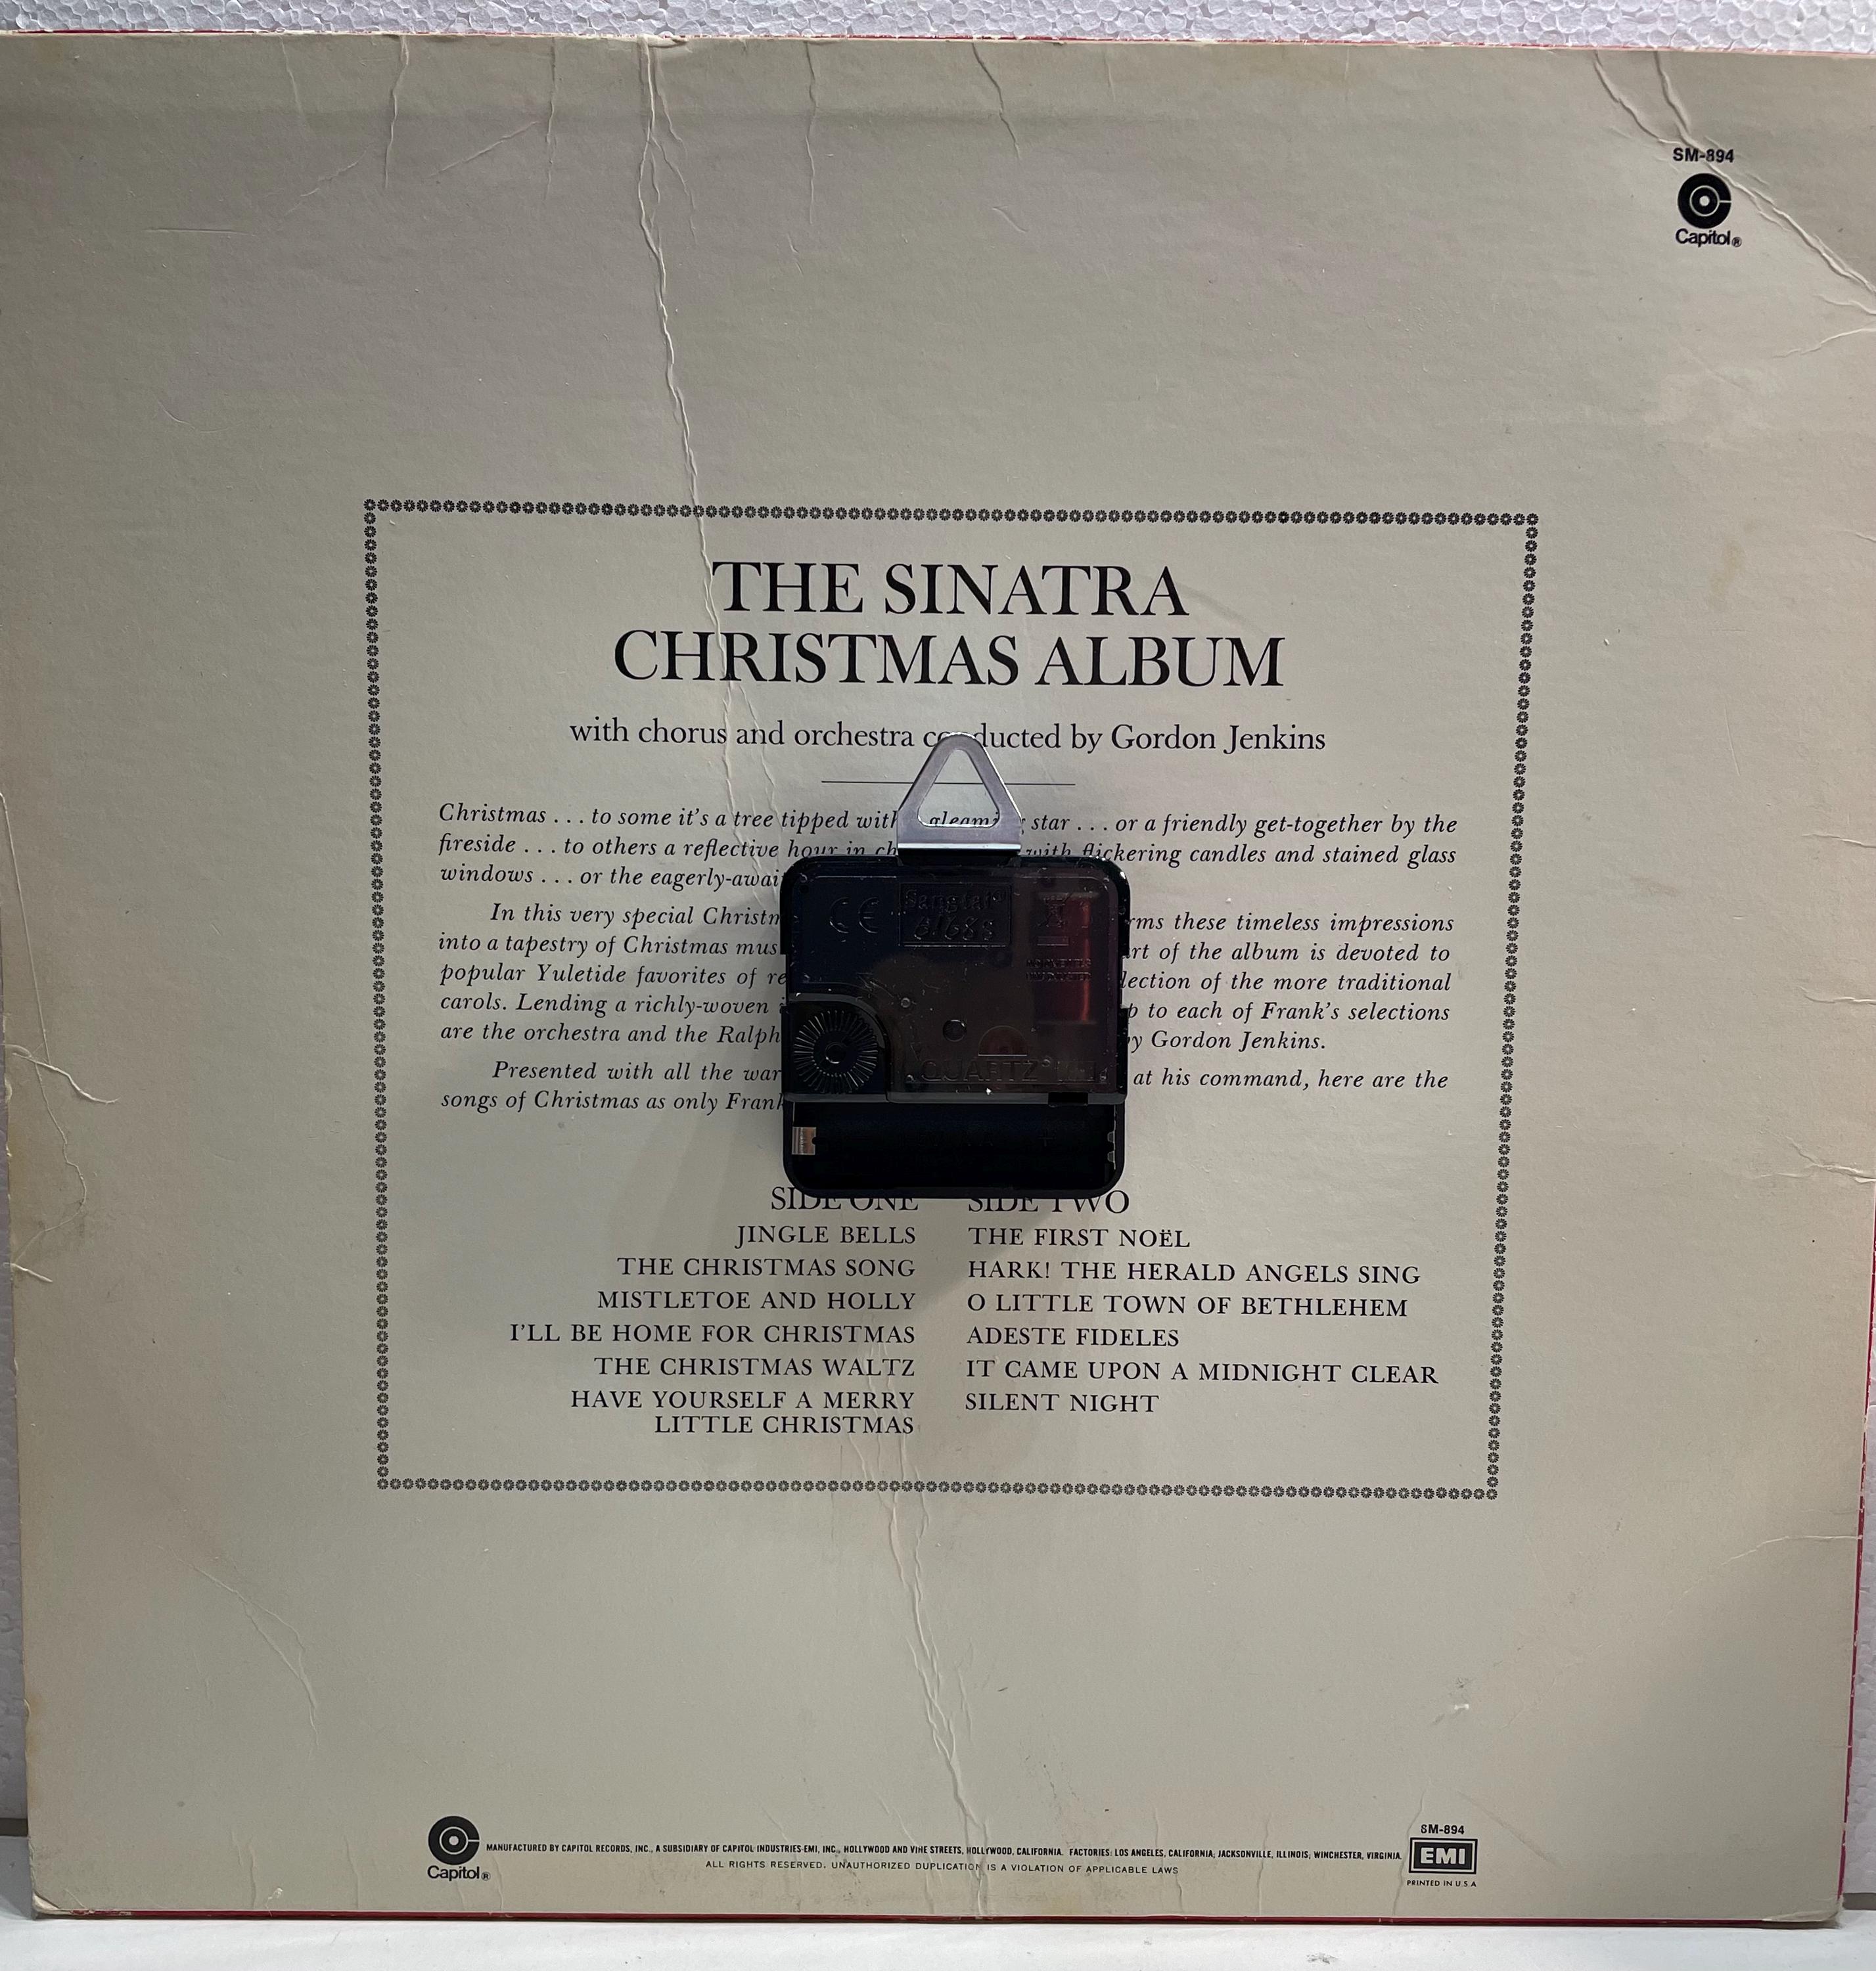 SM-894
Capitol®
THE SINATRA
CHRISTMAS ALBUM
with chorus and orchestra conducted by Gordon Jenkins
Christmas . . . to some it's a tree tipped with gleaming star . . . or a friendly get-together by the
fireside . . . to others a reflective hour in with flickering candles and stained glass
windows . . . or the
In this very special these timeless impressions
into a tapestry of Christmas of the album is devoted to
popular Yuletide favorites of of the more traditional
carols. Lending a richly-woven to each of Frank's selections
are the orchestra and the Ralph by Gordon Jenkins.
Presented with all the at his command, here are the
songs of Christmas as only Frank
CE
QUARTZ
SIDE ONE
JINGLE BELLS
THE CHRISTMAS SONG
MISTLETOE AND HOLLY
I'LL BE HOME FOR CHRISTMAS
THE CHRISTMAS WALTZ
HAVE YOURSELF A MERRY
LITTLE CHRISTMAS
SIDE TWO
THE FIRST NOËL
HARK! THE HERALD ANGELS SING
O LITTLE TOWN OF BETHLEHEM
ADESTE FIDELES
IT CAME UPON A MIDNIGHT CLEAR
SILENT NIGHT
Capitol®
MANUFACTURED BY CAPITOL RECORDS, INC., A SUBSIDIARY OF CAPITOL INDUSTRIES-EMI, INC., HOLLYWOOD AND VINE STREETS, HOLLYWOOD, CALIFORNIA. FACTORIES: LOS ANGELES, CALIFORNIA; JACKSONVILLE, ILLINOIS; WINCHESTER, VIRGINIA.
ALL RIGHTS RESERVED. UNAUTHORIZED DUPLICATION IS A VIOLATION OF APPLICABLE LAWS
SM-894
EMI
PRINTED IN U.S.A